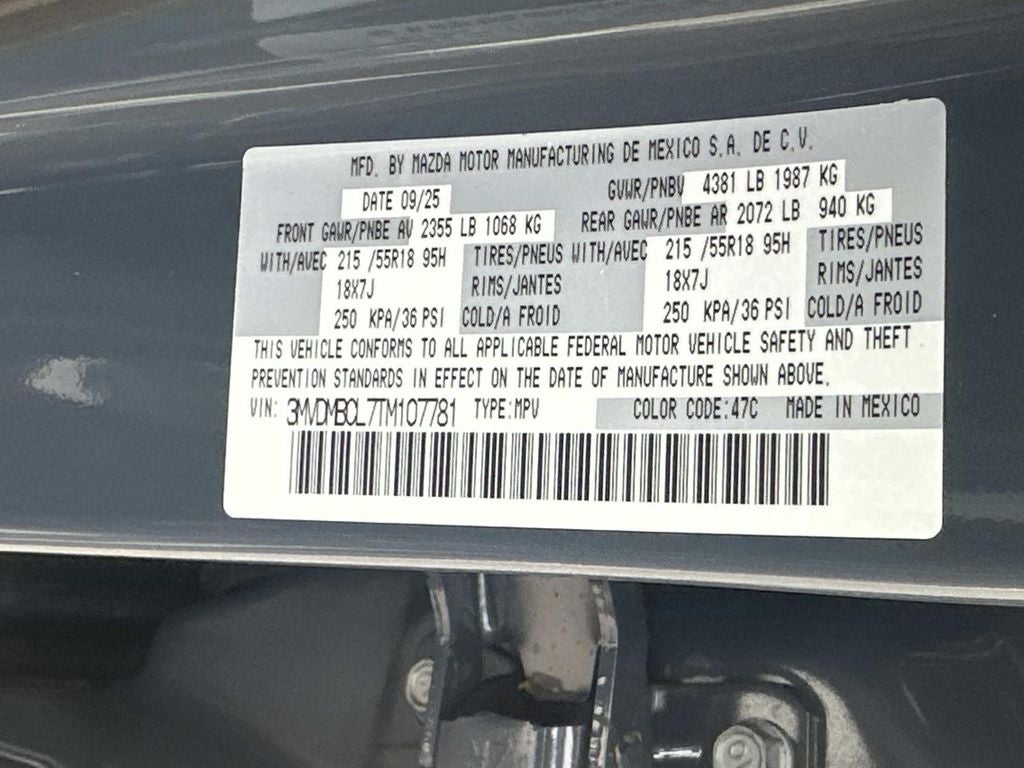 MFD. BY MAZDA MOTOR MANUFACTURING DE MEXICO S.A. DE C.V.
DATE 09/25 GVWR/PNBV 4381 LB 1987 KG
FRONT GAWR/PNBE AV 2355 LB 1068 KG REAR GAWR/PNBE AR 2072 LB 940 KG
WITH/AVEC 215 /55R18 95H TIRES/PNEUS WITH/AVEC 215 /55R18 95H TIRES/PNEUS
18X7J RIMS/JANTES 18X7J RIMS/JANTES
250 KPA/36 PSI COLD/A FROID 250 KPA/36 PSI COLD/A FROID
THIS VEHICLE CONFORMS TO ALL APPLICABLE FEDERAL MOTOR VEHICLE SAFETY AND THEFT
PREVENTION STANDARDS IN EFFECT ON THE DATE OF MANUFACTURE SHOWN ABOVE.
VIN: 3MVDMBCL7TM107781 TYPE:MPV COLOR CODE:47C MADE IN MEXICO